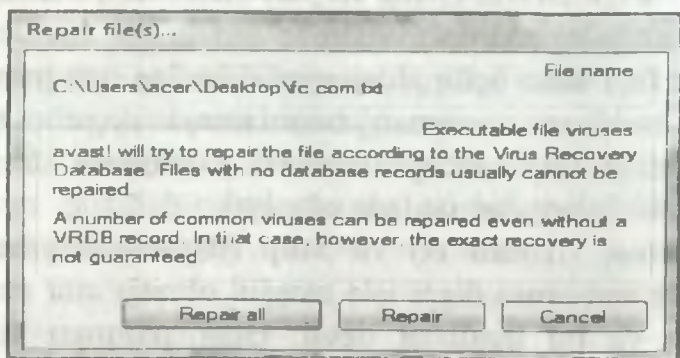 Repair file(s)...
File name
C:\Users\acer\Desktop\fc com txt
Executable file viruses
avast! will try to repair the file according to the Virus Recovery
Database. Files with no database records usually cannot be
repaired
A number of common viruses can be repaired even without a
VRDB record. In that case, however, the exact recovery is
not guaranteed
Repair all
Repair
Cancel